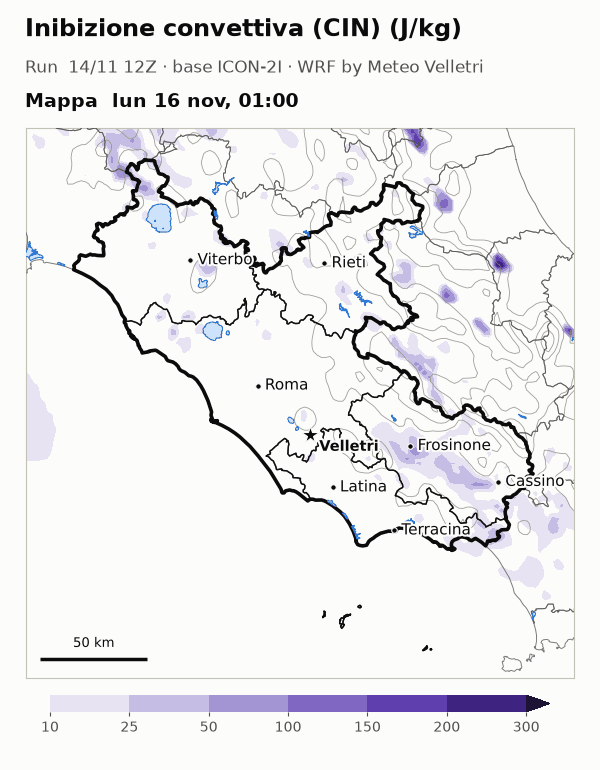 Inibizione convettiva (CIN) (J/kg)
Run  14/11 12Z · base ICON-2I · WRF by Meteo Velletri
Mappa  lun 16 nov, 01:00
Viterbo
Rieti
Roma
Velletri
Frosinone
Cassino
Latina
Terracina
50 km
10 25 50 100 150 200 300